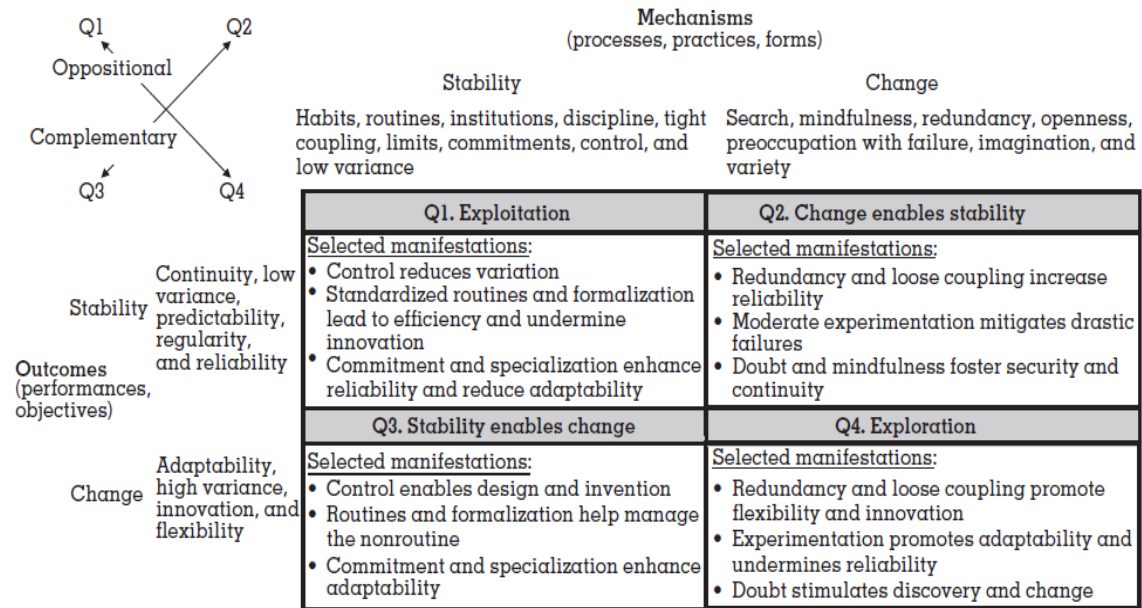 Q1
Q2
Oppositional
Complementary
Q3
Q4
Mechanisms
(processes, practices, forms)
Stability
Change
Habits, routines, institutions, discipline, tight
coupling, limits, commitments, control, and
low variance
Search, mindfulness, redundancy, openness,
preoccupation with failure, imagination, and
variety
Outcomes
(performances,
objectives)
Stability
Continuity, low
variance,
predictability,
regularity,
and reliability
Q1. Exploitation
Selected manifestations:
• Control reduces variation
• Standardized routines and formalization
lead to efficiency and undermine
innovation
• Commitment and specialization enhance
reliability and reduce adaptability
Q2. Change enables stability
Selected manifestations:
• Redundancy and loose coupling increase
reliability
• Moderate experimentation mitigates drastic
failures
• Doubt and mindfulness foster security and
continuity
Change
Adaptability,
high variance,
innovation, and
flexibility
Q3. Stability enables change
Selected manifestations:
• Control enables design and invention
• Routines and formalization help manage
the nonroutine
• Commitment and specialization enhance
adaptability
Q4. Exploration
Selected manifestations:
• Redundancy and loose coupling promote
flexibility and innovation
• Experimentation promotes adaptability and
undermines reliability
• Doubt stimulates discovery and change